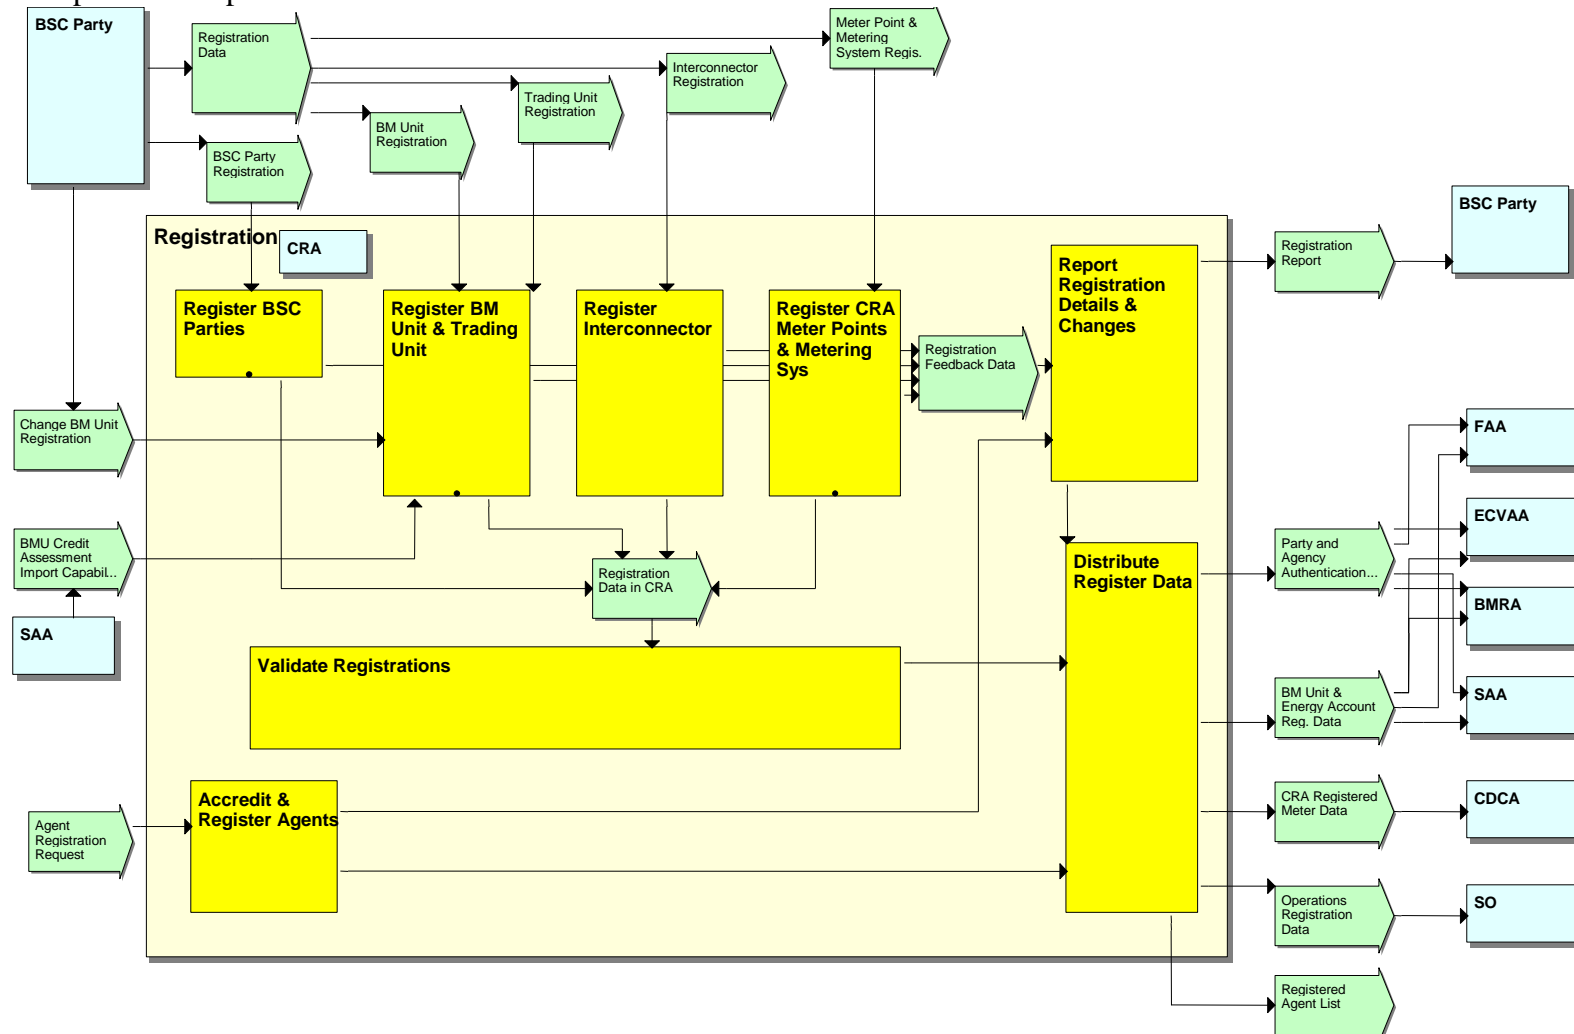 BSC Party
Registration
Data
Meter Point &
Metering
System Regis.
Interconnector
Registration
Trading Unit
Registration
BM Unit
Registration
BSC Party
Registration
BSC Party
Registration
CRA
Registration
Report
Report
Registration
Details &
Changes
Register BSC
Parties
Register BM
Unit & Trading
Unit
Register
Interconnector
Register CRA
Meter Points
& Metering
Sys
Registration
Feedback Data
Change BM Unit
Registration
FAA
ECVAA
BMU Credit
Assessment
Import Capabil...
Registration
Data in CRA
Distribute
Register Data
Party and
Agency
Authentication...
BMRA
SAA
Validate Registrations
BM Unit &
Energy Account
Reg. Data
SAA
Accredit &
Register Agents
CRA Registered
Meter Data
CDCA
Agent
Registration
Request
Operations
Registration
Data
SO
Registered
Agent List